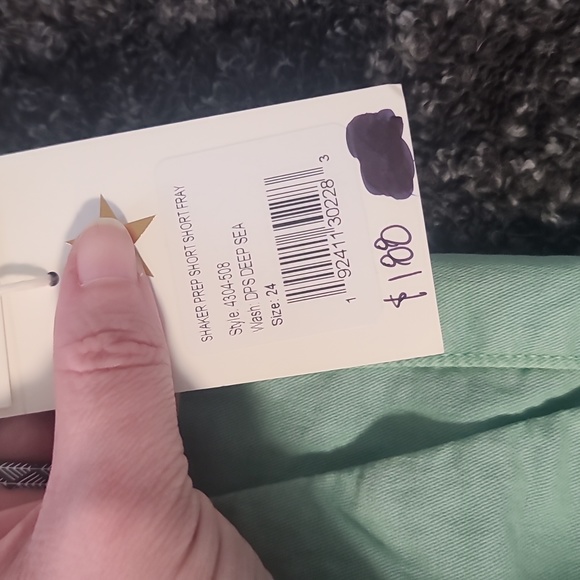 SHAKER PREP SHORT SHORT FRAY
Style: 4304-508
Wash: DPS DEEP SEA
Size: 24
1 92411 30228 3
$188